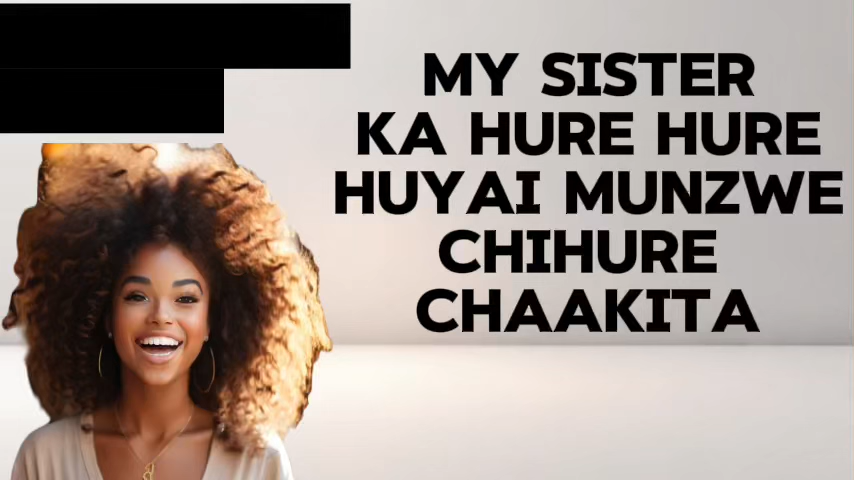 MY SISTER
KA HURE HURE
HUYAI MUNZWE
CHIHURE
CHAAKITA